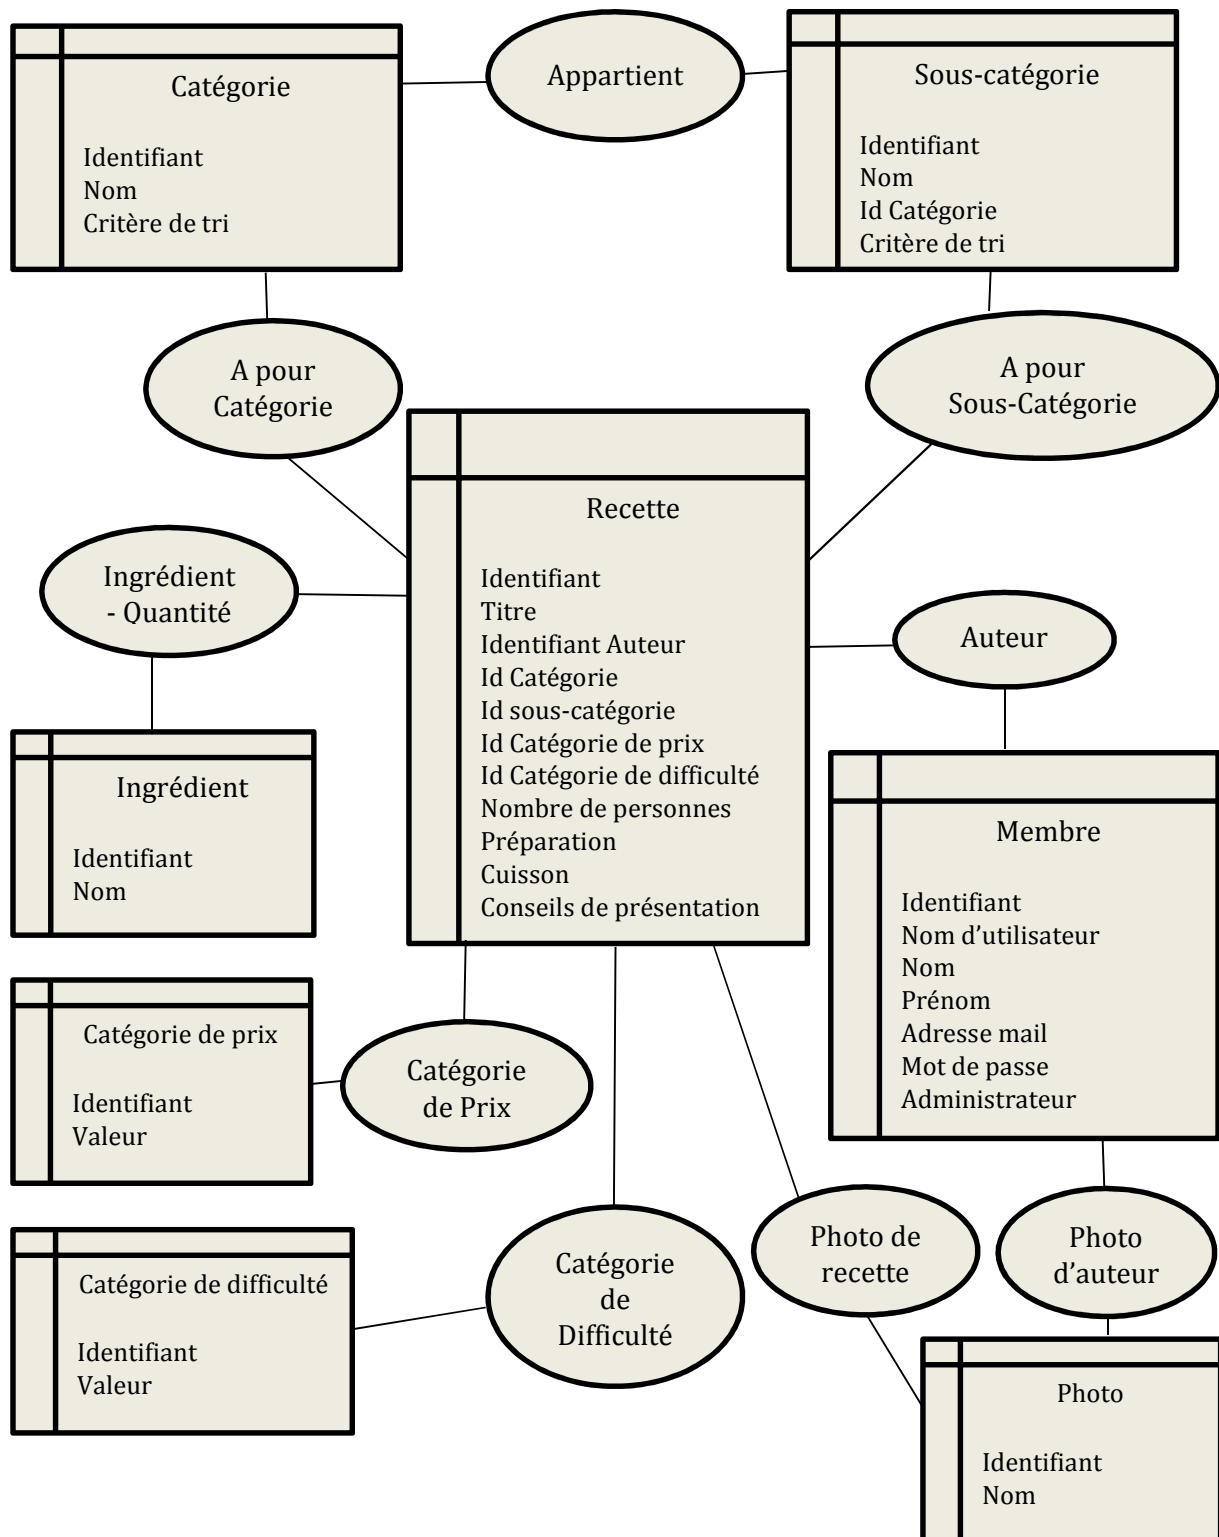 Catégorie
Identifiant
Nom
Critère de tri
Appartient
Sous-catégorie
Identifiant
Nom
Id Catégorie
Critère de tri
A pour
Catégorie
A pour
Sous-Catégorie
Recette
Identifiant
Titre
Identifiant Auteur
Id Catégorie
Id sous-catégorie
Id Catégorie de prix
Id Catégorie de difficulté
Nombre de personnes
Préparation
Cuisson
Conseils de présentation
Ingrédient
- Quantité
Auteur
Ingrédient
Identifiant
Nom
Membre
Identifiant
Nom d’utilisateur
Nom
Prénom
Adresse mail
Mot de passe
Administrateur
Catégorie de prix
Identifiant
Valeur
Catégorie
de Prix
Catégorie de difficulté
Identifiant
Valeur
Catégorie
de
Difficulté
Photo de
recette
Photo
d’auteur
Photo
Identifiant
Nom